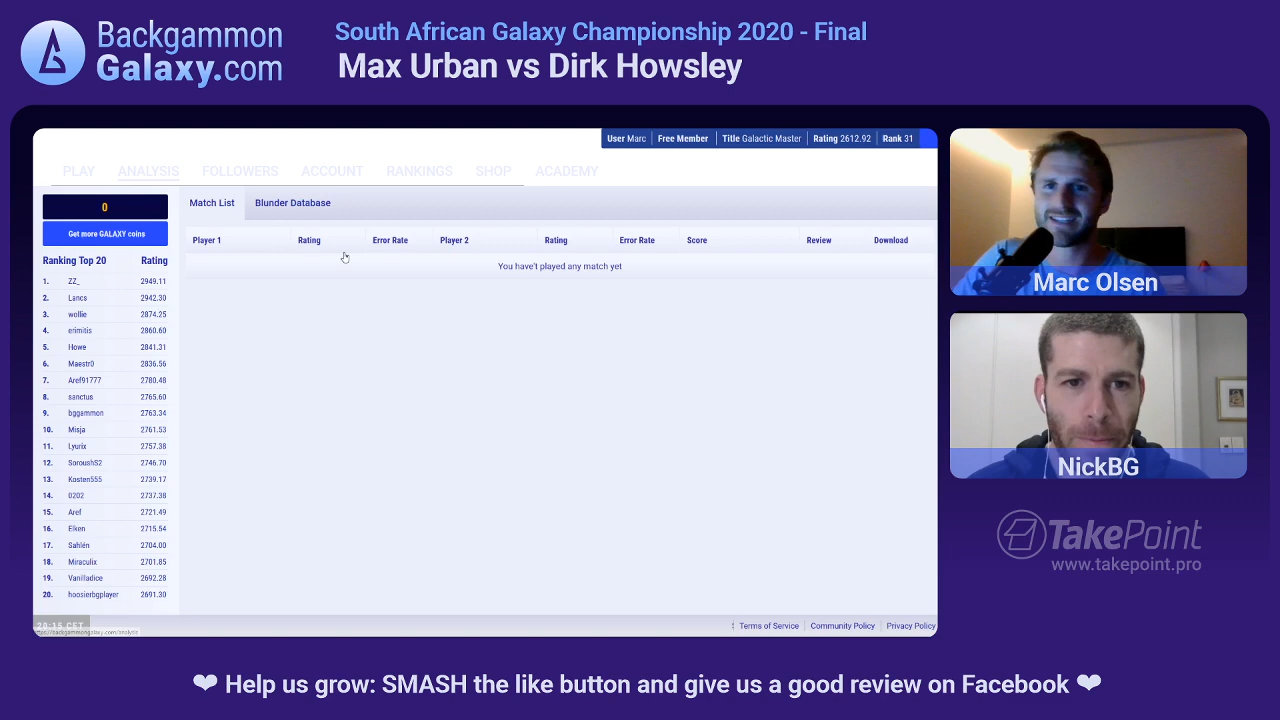 Backgammon
Galaxy.com
South African Galaxy Championship 2020 - Final
Max Urban vs Dirk Howsley
User Marc Free Member Title Galactic Master Rating 2612.92 Rank 31
PLAY ANALYSIS FOLLOWERS ACCOUNT RANKINGS SHOP ACADEMY
0
Get more GALAXY coins
Match List Blunder Database
Player 1 Rating Error Rate Player 2 Rating Error Rate Score Review Download
You hav't played any match yet
Ranking Top 20 Rating
1. ZZ_ 2949.11
2. Lancs 2942.30
3. wollie 2874.25
4. erimitis 2860.60
5. Howe 2841.31
6. Maestr0 2836.56
7. Aref91777 2780.48
8. sanctus 2765.60
9. bggammon 2763.34
10. Misja 2761.53
11. Lyurix 2757.38
12. SoroushS2 2746.70
13. Kosten555 2739.17
14. 0202 2737.38
15. Aref 2721.49
16. Elken 2715.54
17. Sahlén 2704.00
18. Miraculix 2701.85
19. Vanilladice 2692.28
20. hoosierbgplayer 2691.30
20:15 CET
Terms of Service Community Policy Privacy Policy
Marc Olsen
NickBG
TakePoint
www.takepoint.pro
❤ Help us grow: SMASH the like button and give us a good review on Facebook ❤